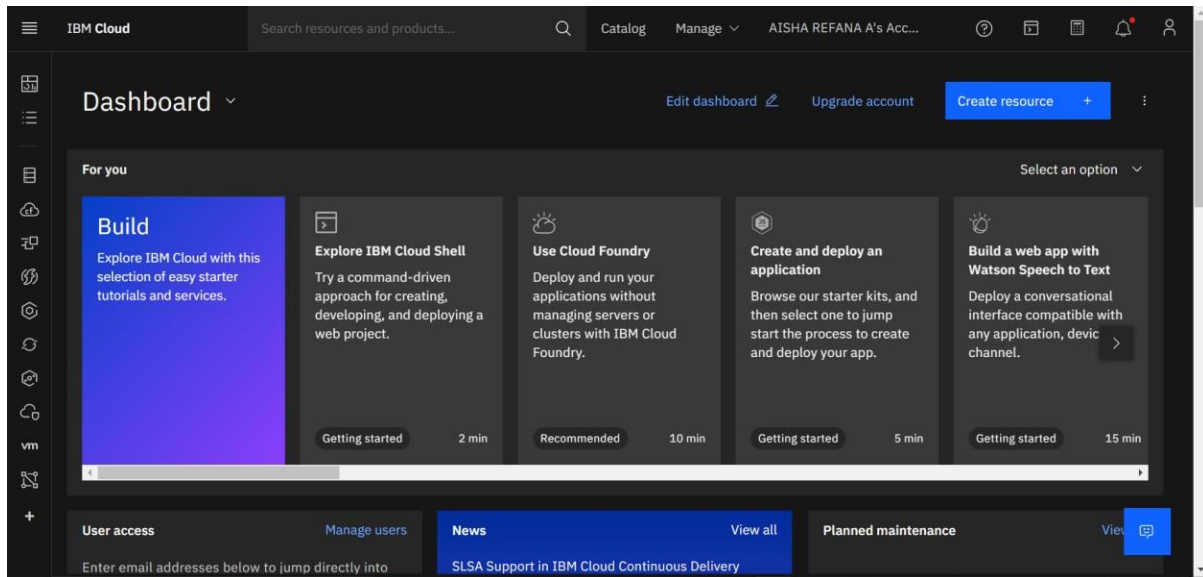 IBM Cloud
Search resources and products...
Catalog
Manage
AISHA REFANA A's Acc...
Dashboard
Edit dashboard
Upgrade account
Create resource +
For you
Select an option
Build
Explore IBM Cloud with this
selection of easy starter
tutorials and services.
Explore IBM Cloud Shell
Try a command-driven
approach for creating,
developing, and deploying a
web project.
Getting started
2 min
Use Cloud Foundry
Deploy and run your
applications without
managing servers or
clusters with IBM Cloud
Foundry.
Recommended
10 min
Create and deploy an
application
Browse our starter kits, and
then select one to jump
start the process to create
and deploy your app.
Getting started
5 min
Build a web app with
Watson Speech to Text
Deploy a conversational
interface compatible with
any application, devic
channel.
Getting started
15 min
cf
vm
+
User access
Manage users
Enter email addresses below to jump directly into
News
View all
SLSA Support in IBM Cloud Continuous Delivery
Planned maintenance